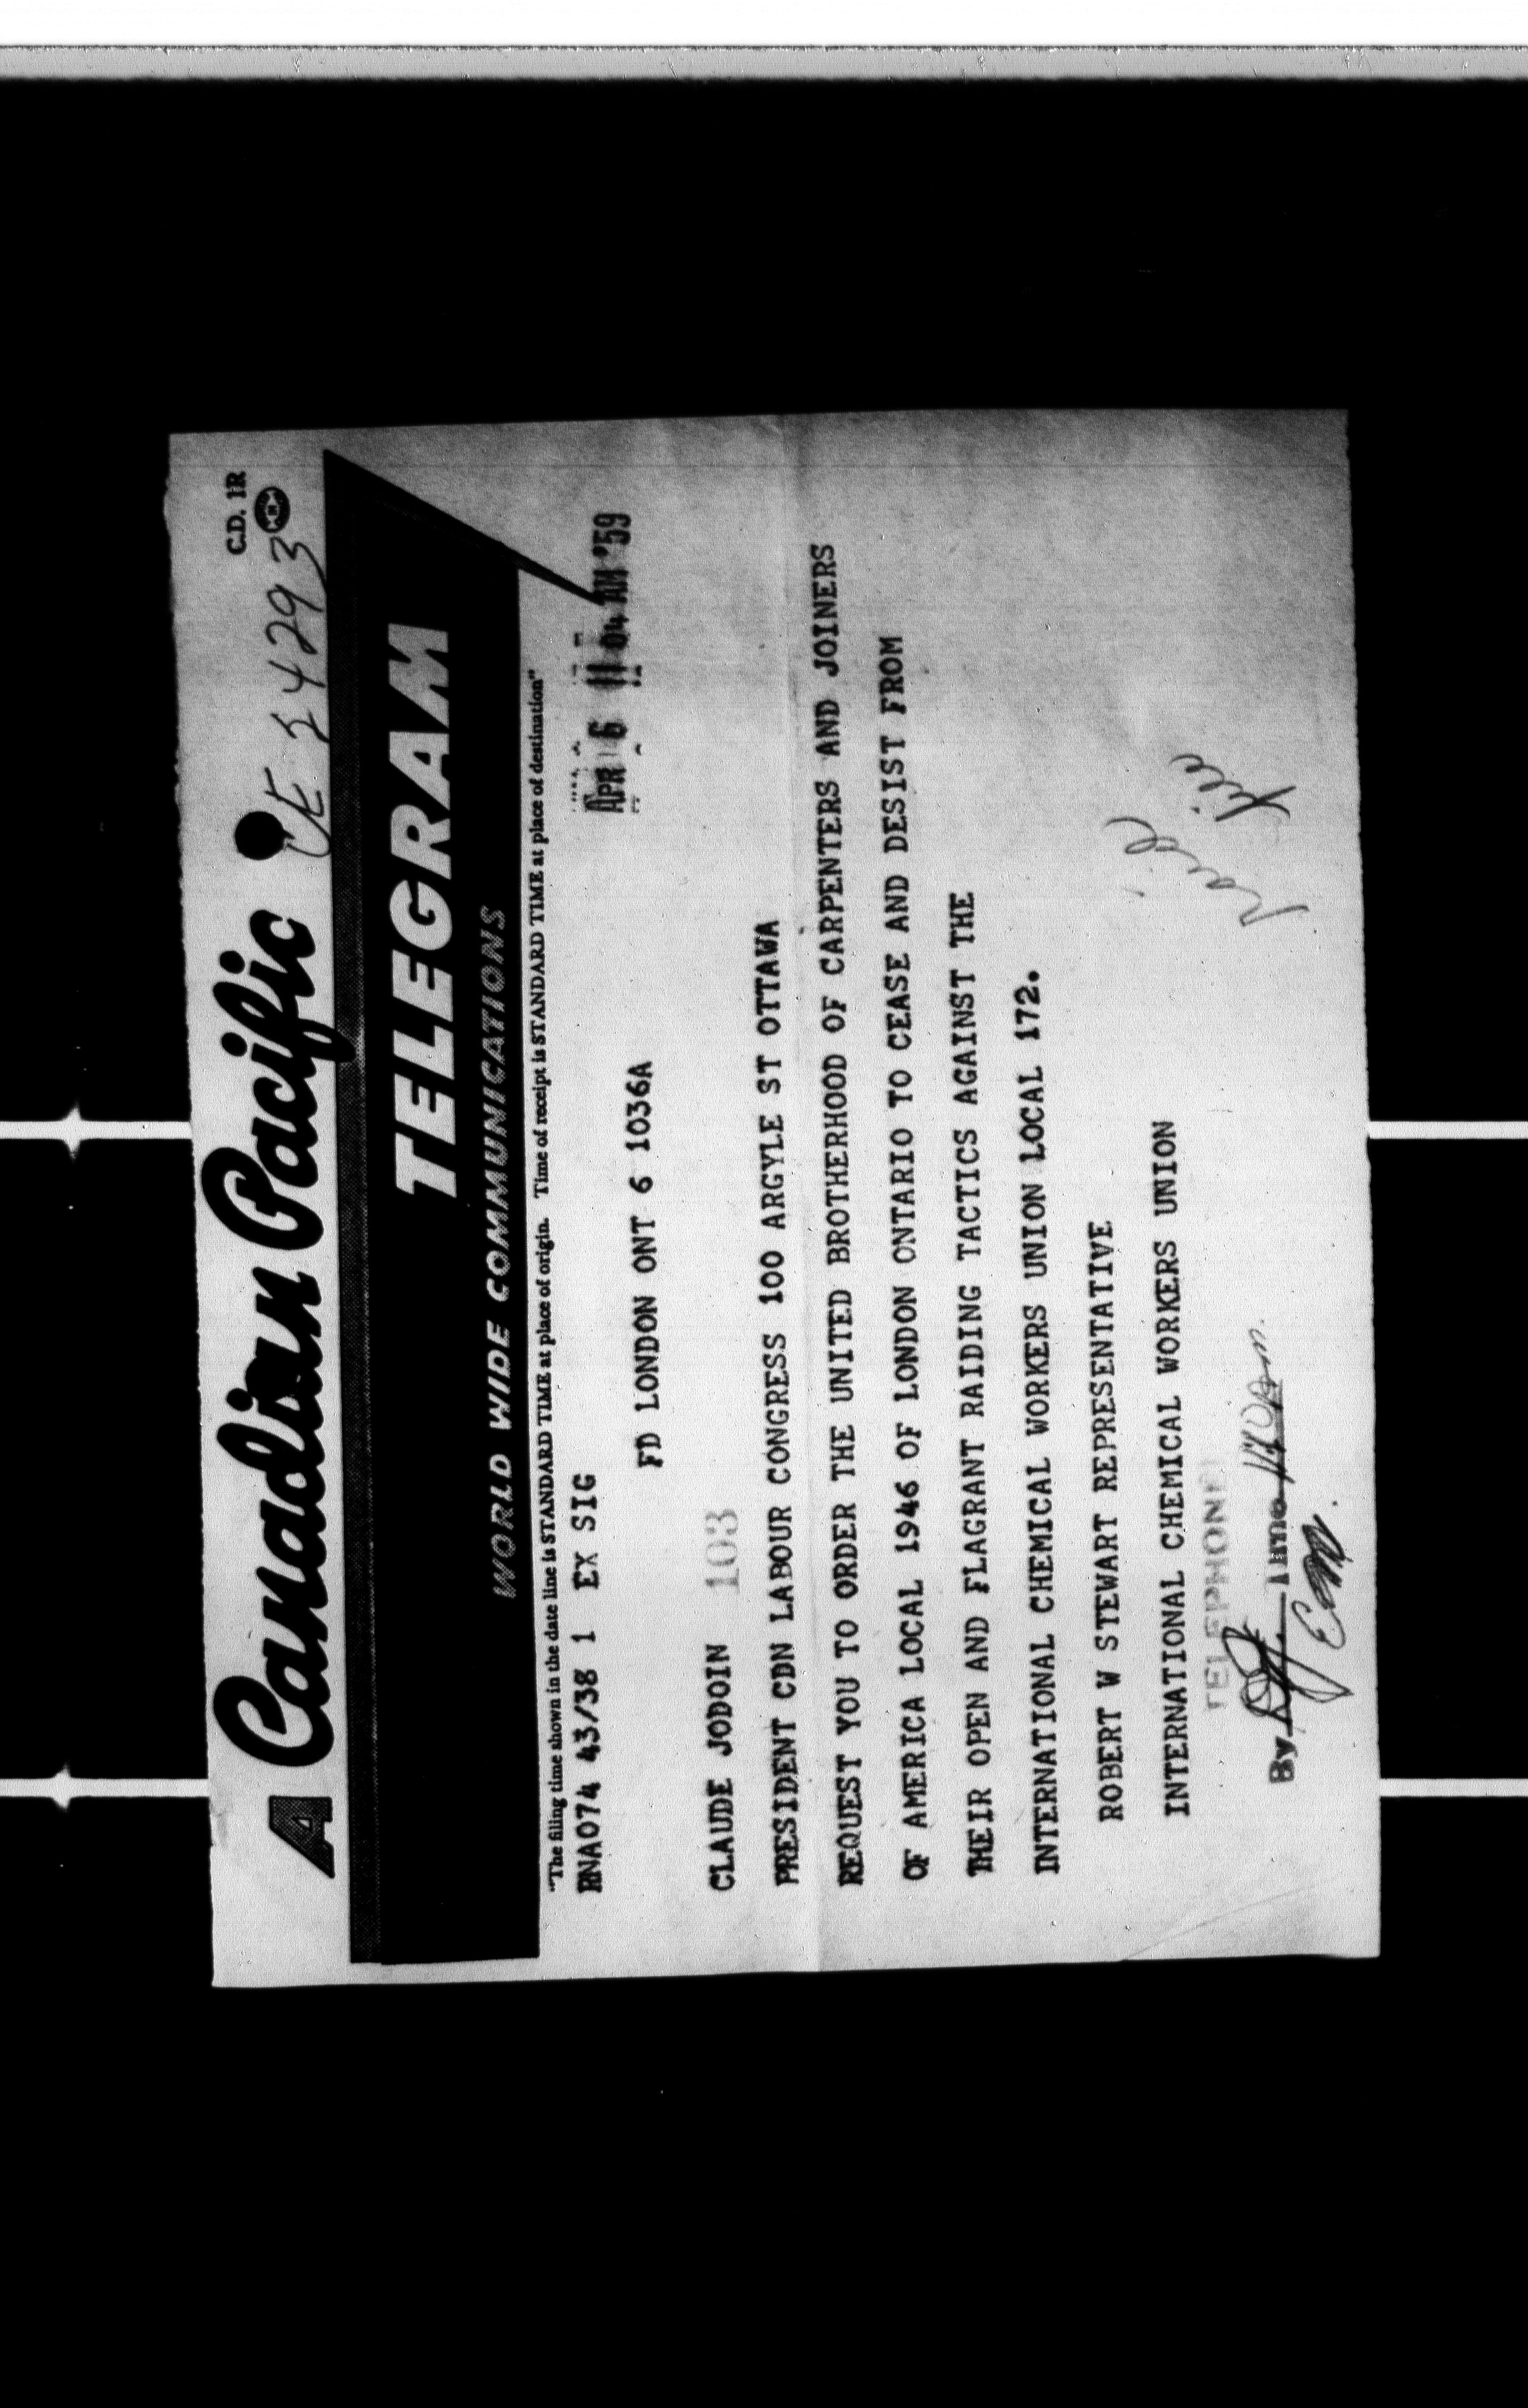 C.D. 1R
A Canadian Pacific
CE 24293
TELEGRAM
WORLD WIDE COMMUNICATIONS
"The filing time shown in the date line is STANDARD TIME at place of origin. Time of receipt is STANDARD TIME at place of destination"
RNA074 43/38 1 EX SIG
APR 6 11 04 AM '59
FD LONDON ONT 6 1036A
CLAUDE JODOIN 103
PRESIDENT CDN LABOUR CONGRESS 100 ARGYLE ST OTTAWA
REQUEST YOU TO ORDER THE UNITED BROTHERHOOD OF CARPENTERS AND JOINERS
OF AMERICA LOCAL 1946 OF LONDON ONTARIO TO CEASE AND DESIST FROM
THEIR OPEN AND FLAGRANT RAIDING TACTICS AGAINST THE
INTERNATIONAL CHEMICAL WORKERS UNION LOCAL 172.
ROBERT W STEWART REPRESENTATIVE
INTERNATIONAL CHEMICAL WORKERS UNION
TELEPHONE
By Time